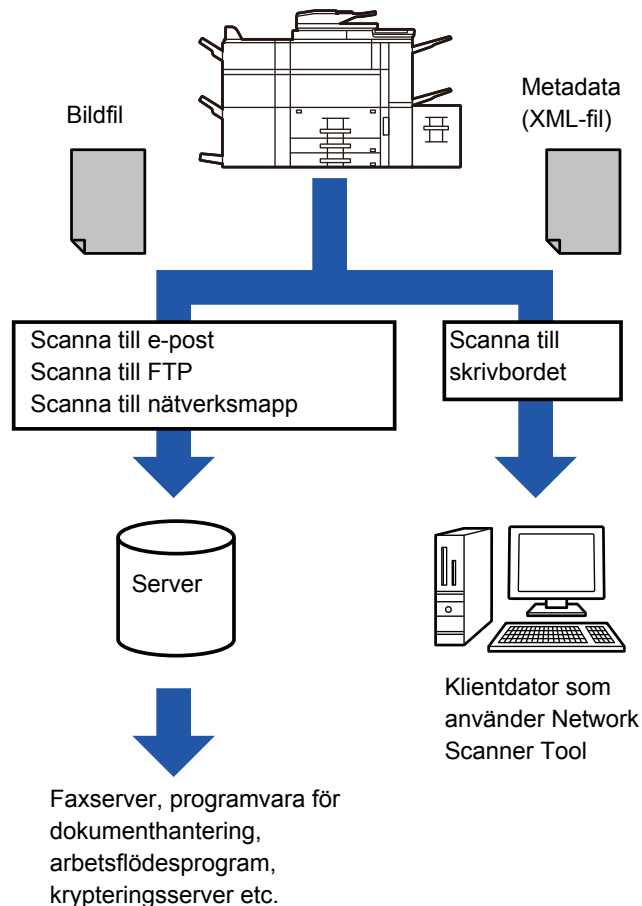 Bildfil
Metadata
(XML-fil)
Scanna till e-post
Scanna till FTP
Scanna till nätverksmapp
Scanna till
skrivbordet
Server
Klientdator som
använder Network
Scanner Tool
Faxserver, programvara för
dokumenthantering,
arbetsflödesprogram,
krypteringsserver etc.